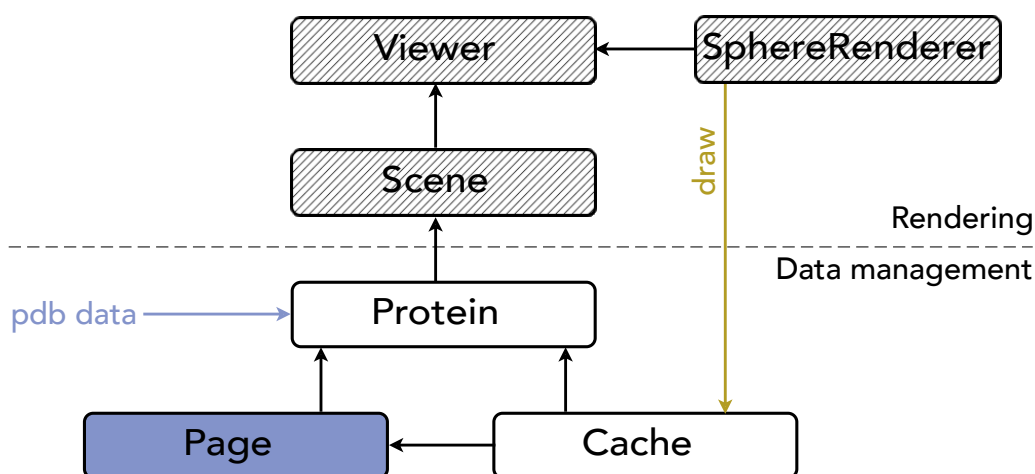 Viewer
SphereRenderer
draw
Scene
Rendering
Data management
pdb data
Protein
Page
Cache